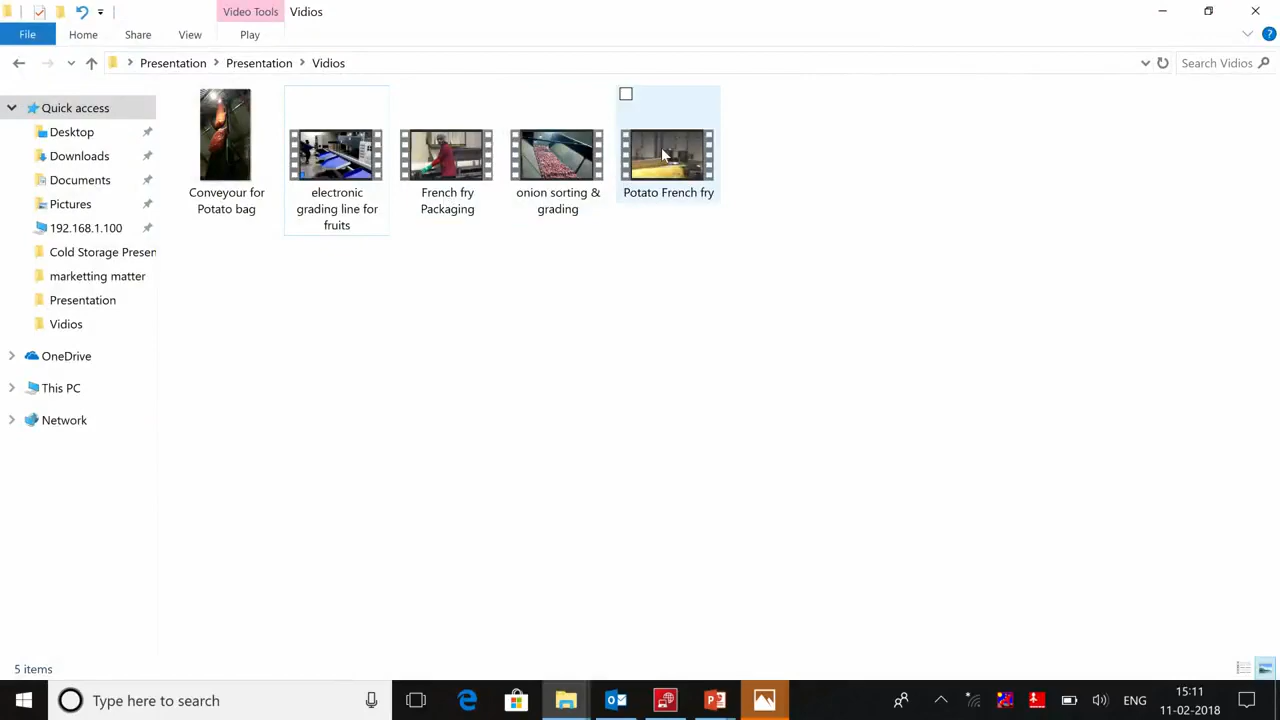 Video Tools
Vidios
File
Home
Share
View
Play
Presentation
Presentation
Vidios
Search Vidios
Quick access
Desktop
Downloads
Documents
Pictures
192.168.1.100
Cold Storage Presen
marketting matter
Presentation
Vidios
OneDrive
This PC
Network
Conveyour for
Potato bag
electronic
grading line for
fruits
French fry
Packaging
onion sorting &
grading
Potato French fry
5 items
Type here to search
ENG
15:11
11-02-2018